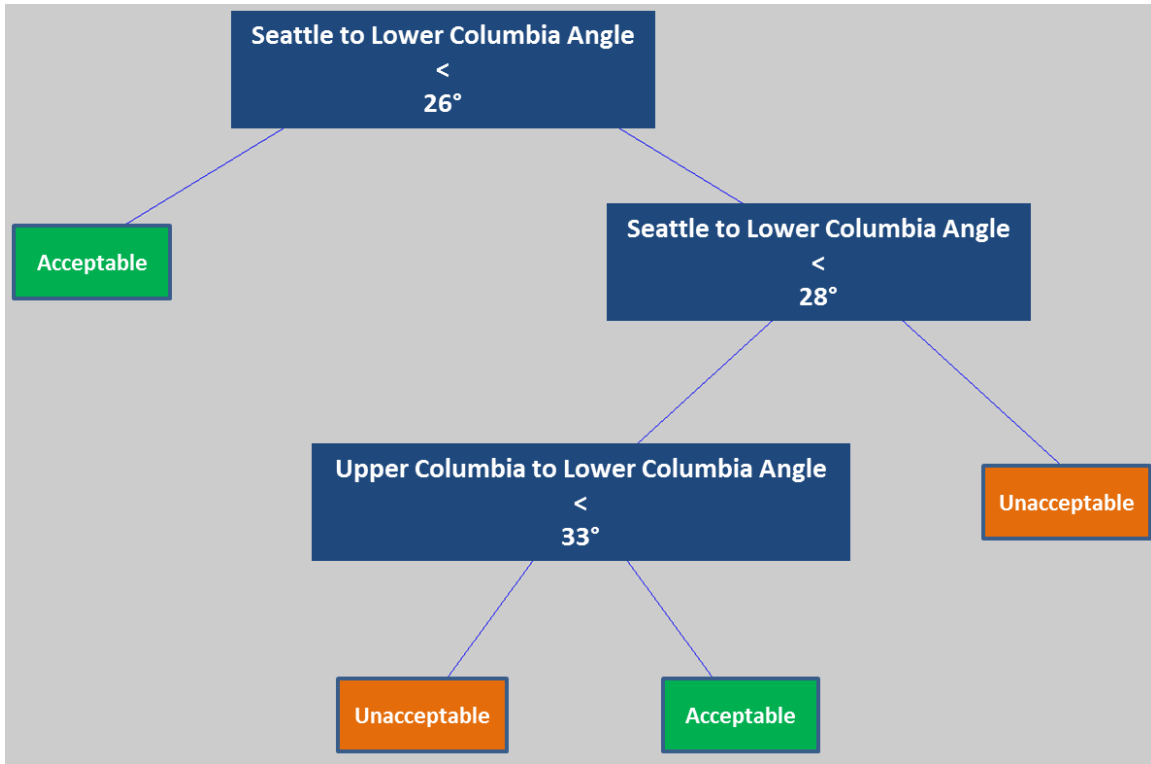 Seattle to Lower Columbia Angle
<
26°
Acceptable
Seattle to Lower Columbia Angle
<
28°
Upper Columbia to Lower Columbia Angle
<
33°
Unacceptable
Unacceptable
Acceptable